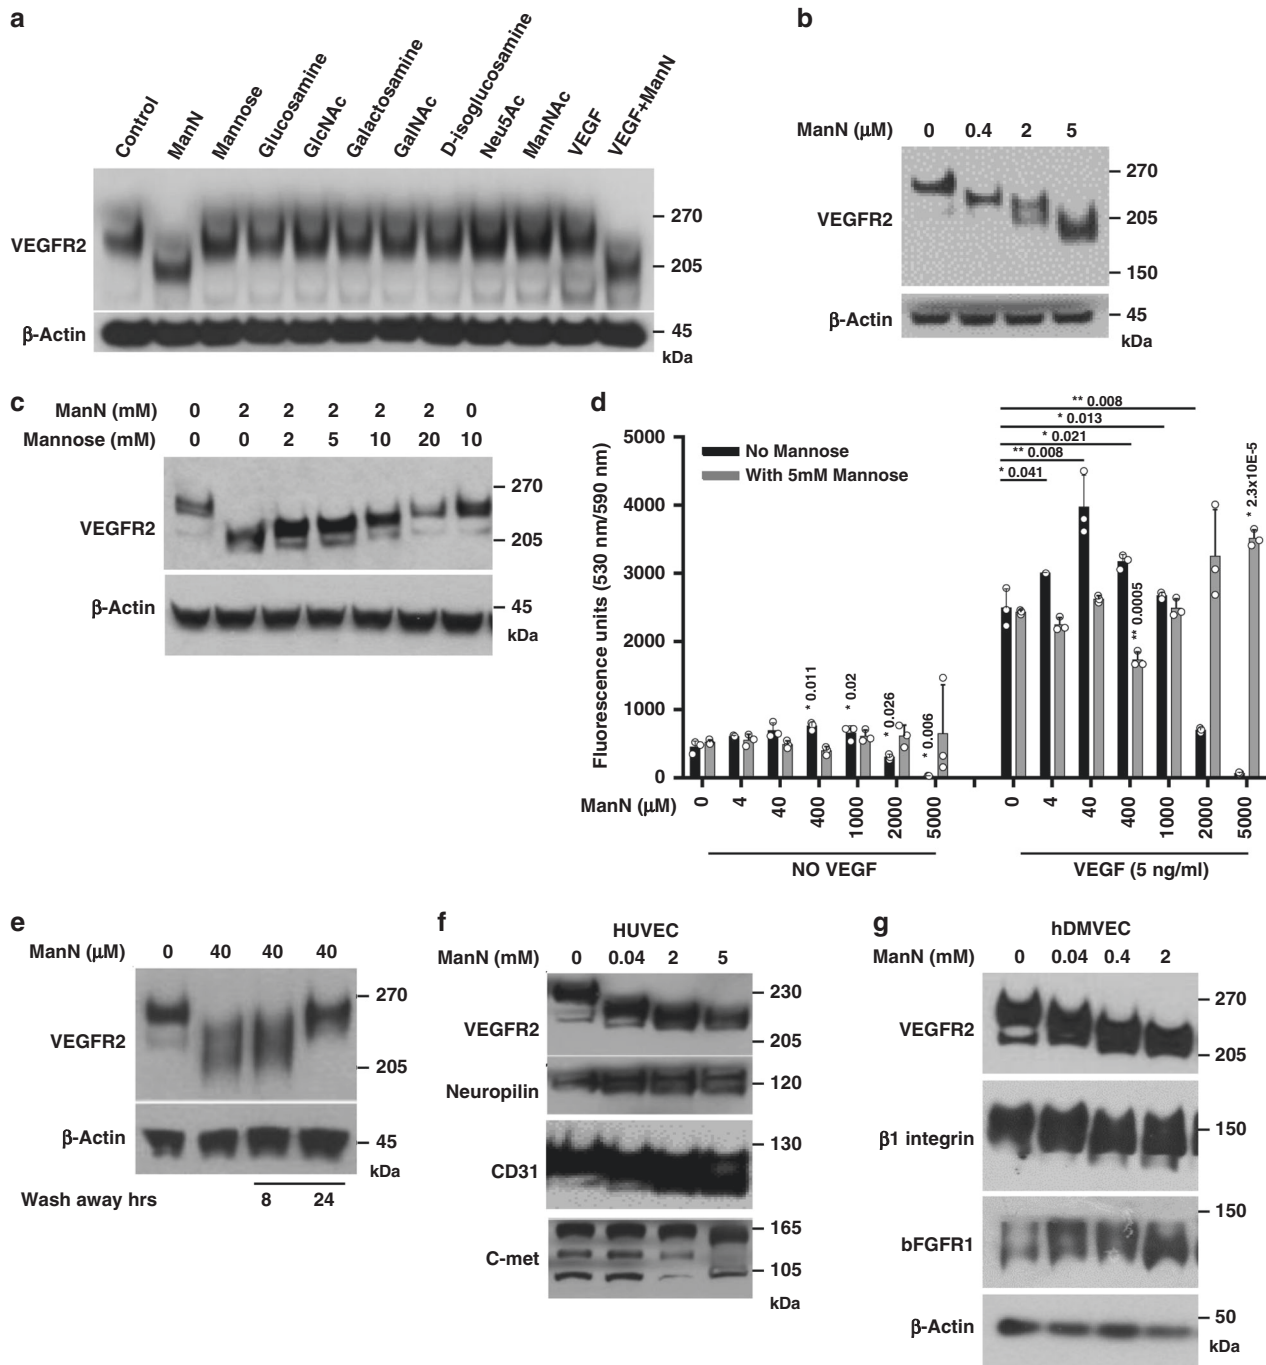 a
Control
ManN
Mannose
Glucosamine
GlcNAc
Galactosamine
GalNAc
D-isoglucosamine
Neu5Ac
ManNAc
VEGF
VEGF+ManN
VEGFR2
270
205
β-Actin
45
kDa
b
ManN (μM) 0 0.4 2 5
VEGFR2
270
205
150
β-Actin
45
kDa
c
ManN (mM) 0 2 2 2 2 2 0
Mannose (mM) 0 0 2 5 10 20 10
VEGFR2
270
205
β-Actin
45
kDa
d
Fluorescence units (530 nm/590 nm)
5000
4000
3000
2000
1000
0
No Mannose
With 5mM Mannose
** 0.008
* 0.013
* 0.021
** 0.008
* 0.041
* 0.011
* 0.02
* 0.026
* 0.006
** 0.0005
* 2.3x10E-5
ManN (μM) 0 4 40 400 1000 2000 5000 0 4 40 400 1000 2000 5000
NO VEGF
VEGF (5 ng/ml)
e
ManN (μM) 0 40 40 40
VEGFR2
270
205
β-Actin
45
kDa
Wash away hrs 8 24
f
HUVEC
ManN (mM) 0 0.04 2 5
VEGFR2
230
205
Neuropilin
120
CD31
130
C-met
165
105
kDa
g
hDMVEC
ManN (mM) 0 0.04 0.4 2
VEGFR2
270
205
β1 integrin
150
bFGFR1
150
β-Actin
50
kDa